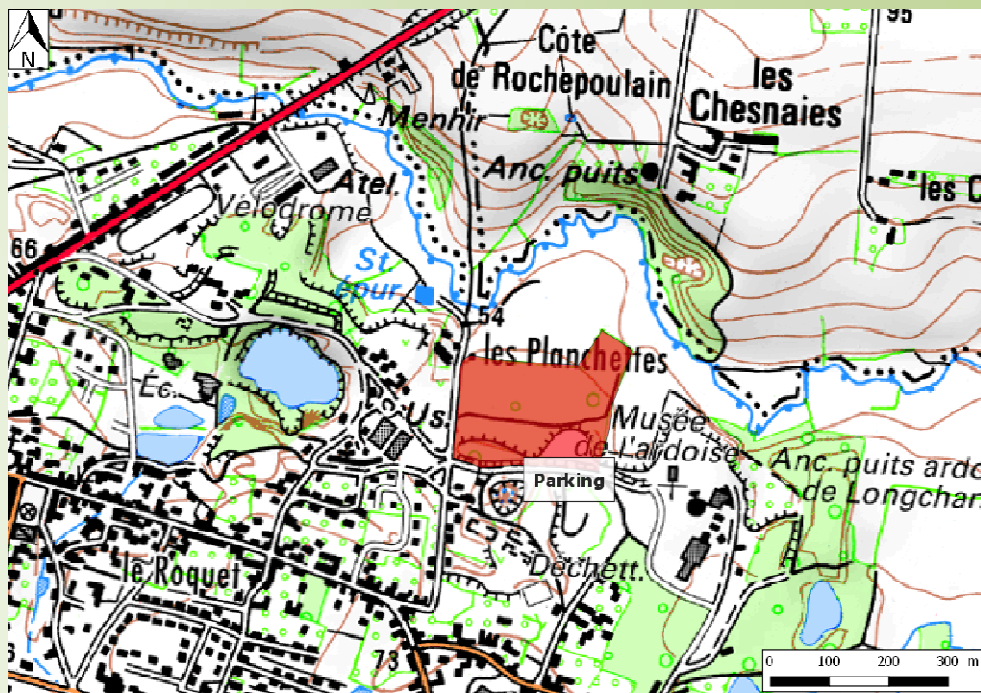 95
N
Côte
de Rochepoulain
les
Chesnaies
Menhir
Anc. puits
Atel.
les C
Vélodrome
66
St
épur
54
les Planchettes
Éc.
Us.
Musée
de L'ardoise
Anc. puits ardo
de Longchar
Parking
le Roquet
Déchett.
73
0 100 200 300 m